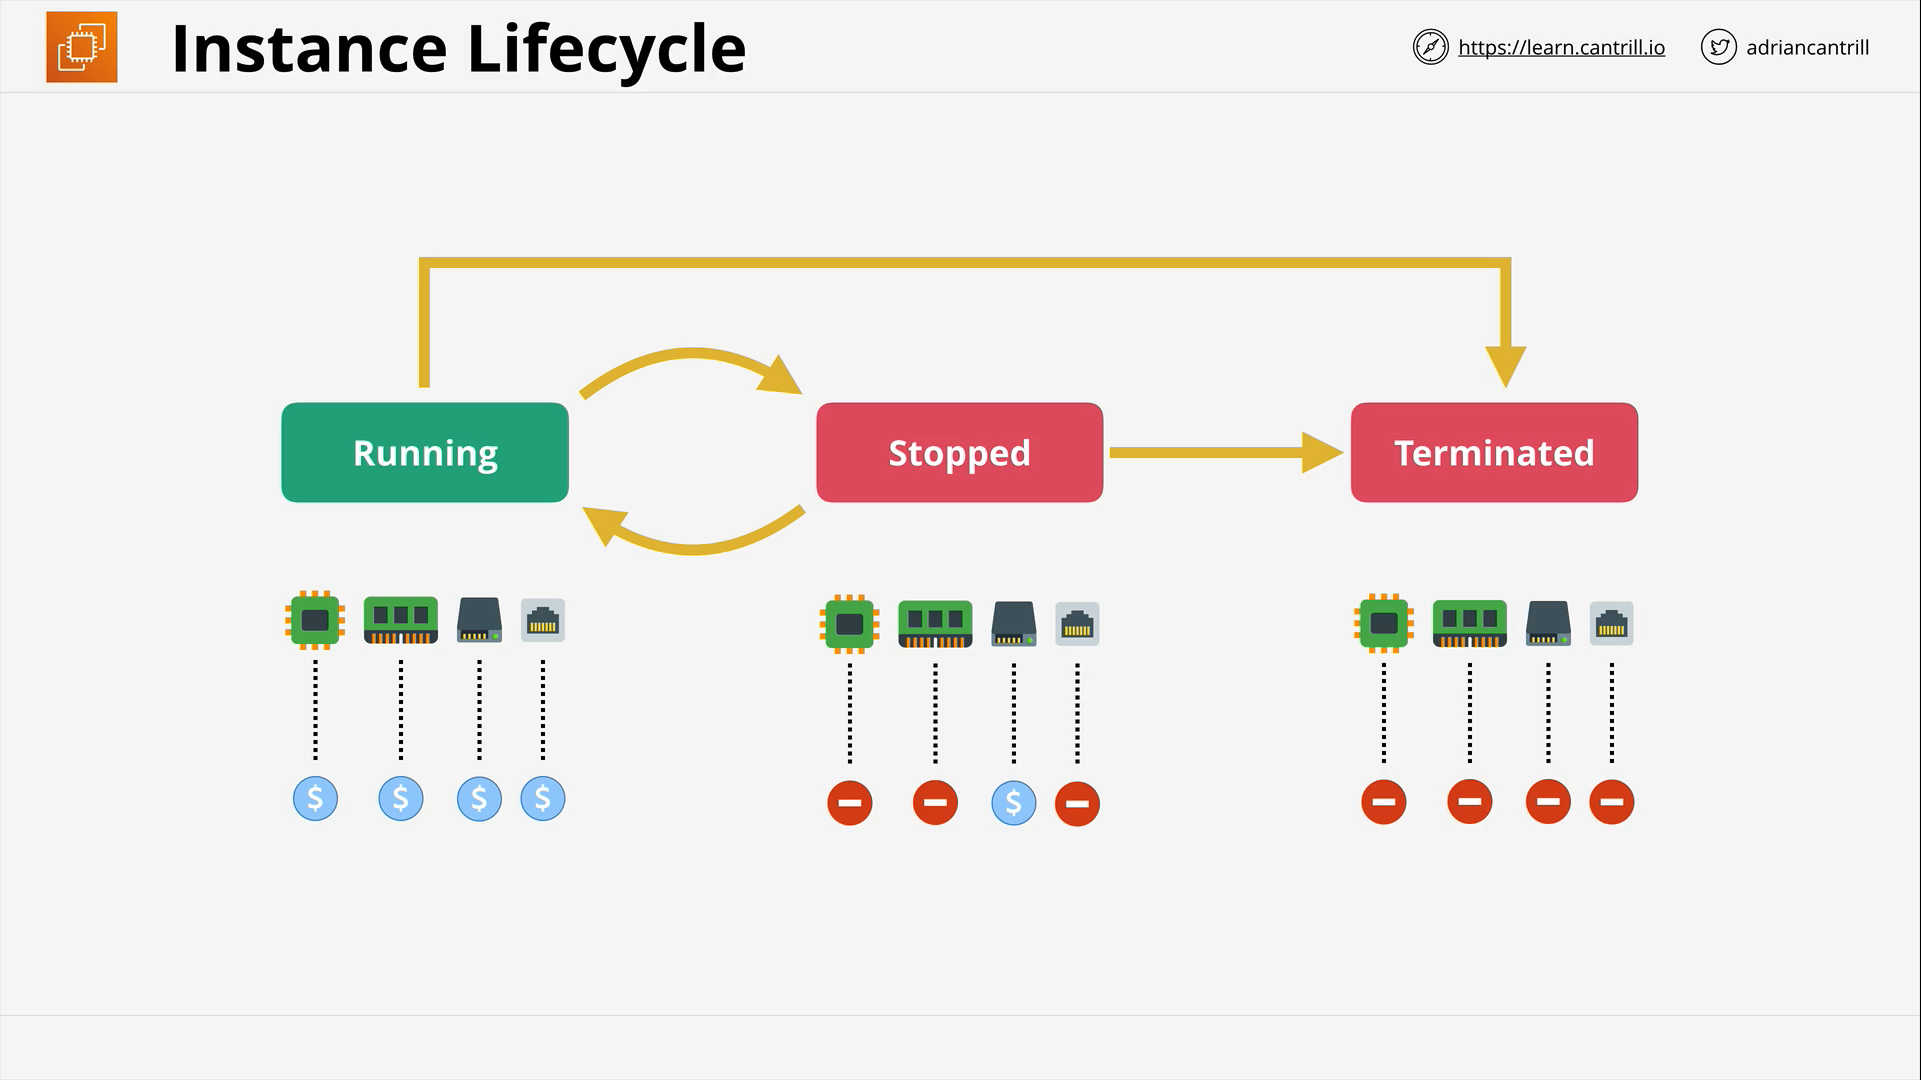 Instance Lifecycle
https://learn.cantrill.io
adriancantrill
Running
Stopped
Terminated
$ $ $ $
$